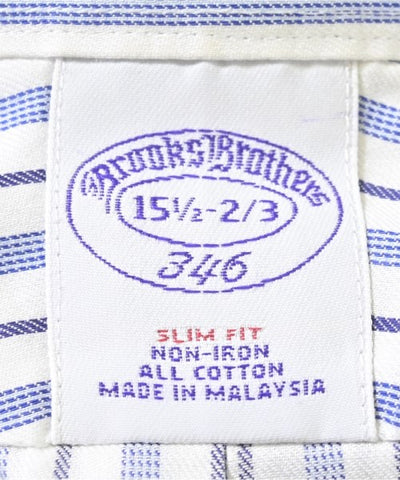 Brooks Brothers
15½-2/3
346
SLIM FIT
NON-IRON
ALL COTTON
MADE IN MALAYSIA